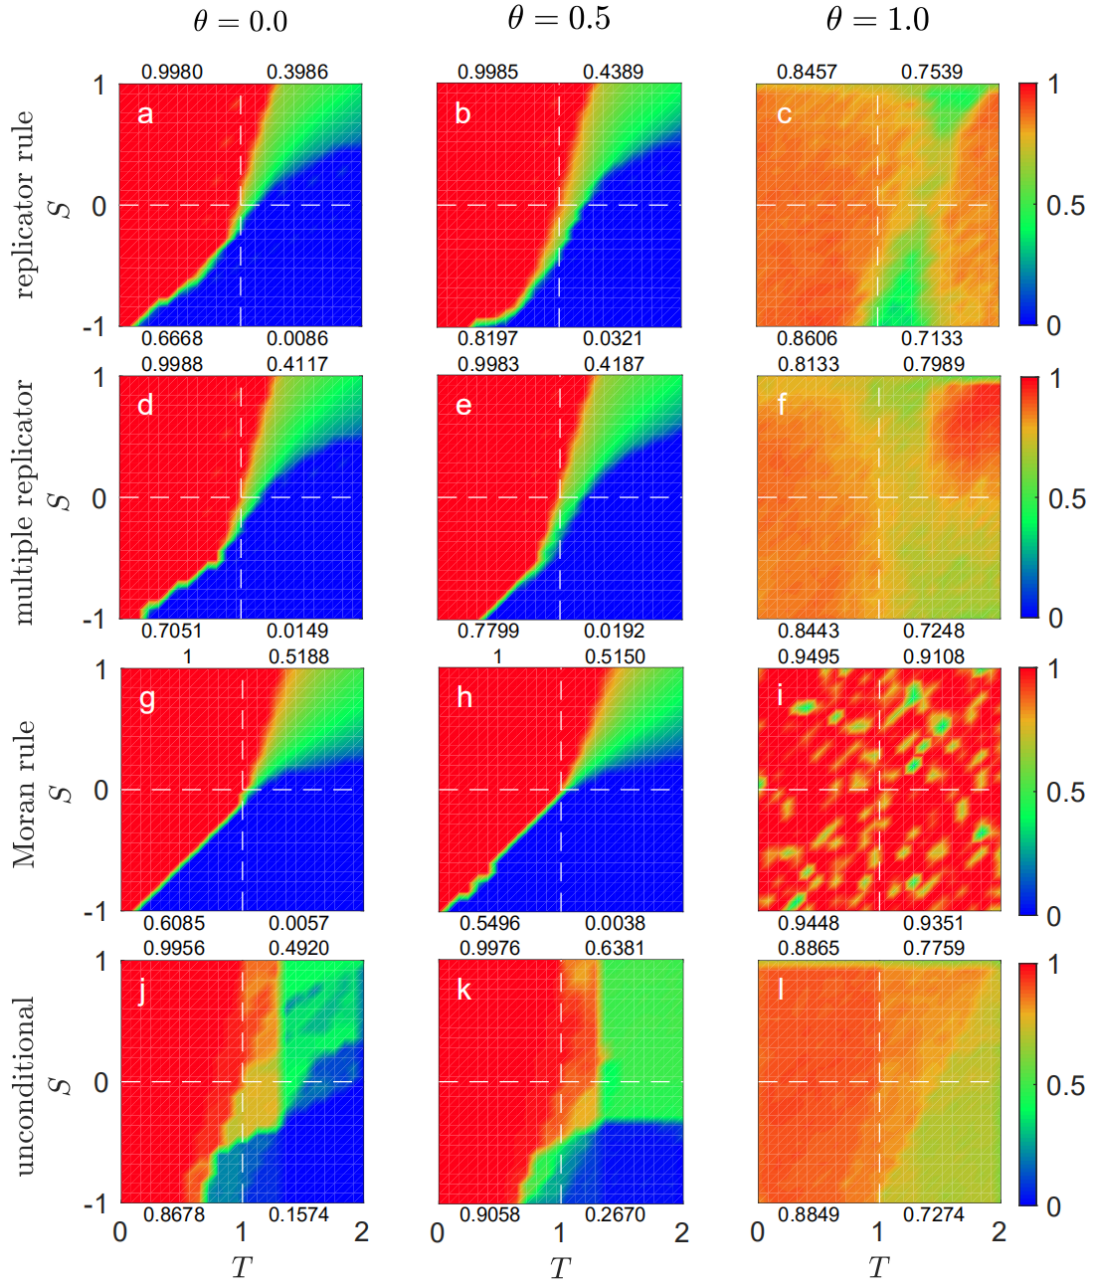 θ = 0.0 θ = 0.5 θ = 1.0
0.9980 0.3986 0.9985 0.4389 0.8457 0.7539
1 a b c 1
replicator rule S 0 0.5
-1 0
0.6668 0.0086 0.8197 0.0321 0.8606 0.7133
0.9988 0.4117 0.9983 0.4187 0.8133 0.7989
1 d e f 1
multiple replicator S 0 0.5
-1 0
0.7051 0.0149 0.7799 0.0192 0.8443 0.7248
1 0.5188 1 0.5150 0.9495 0.9108
1 g h i 1
Moran rule S 0 0.5
-1 0
0.6085 0.0057 0.5496 0.0038 0.9448 0.9351
0.9956 0.4920 0.9976 0.6381 0.8865 0.7759
1 j k l 1
unconditional S 0 0.5
-1 0
0.8678 0.1574 0.9058 0.2670 0.8849 0.7274
0 1 2 0 1 2 0 1 2
T T T